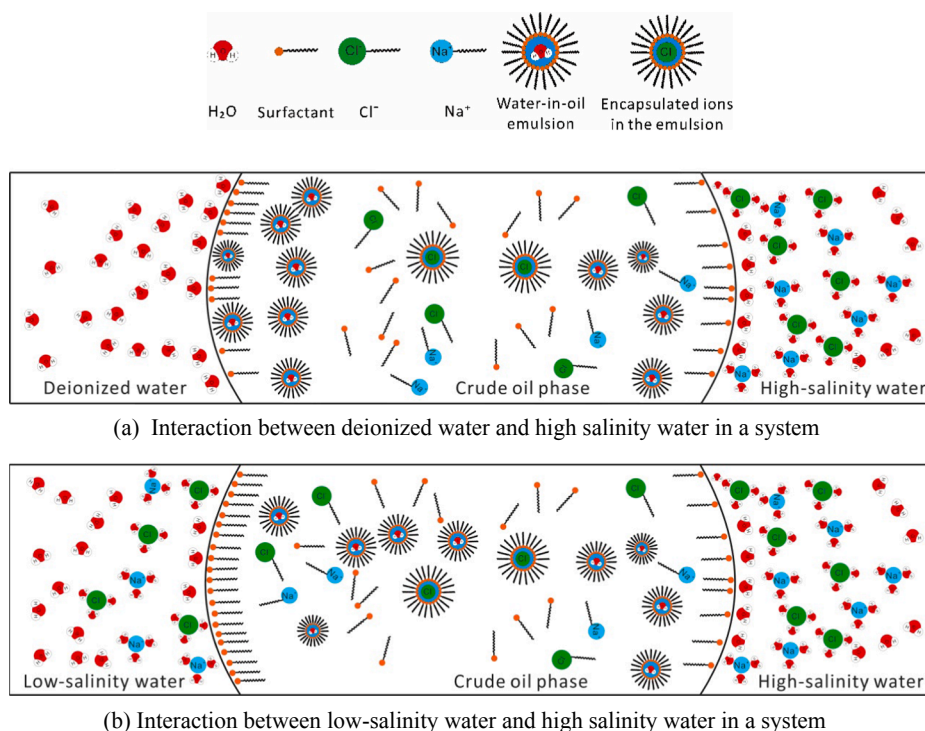 H₂O
Surfactant
Cl⁻
Na⁺
Water-in-oil
emulsion
Encapsulated ions
in the emulsion
Deionized water
Crude oil phase
High-salinity water
(a) Interaction between deionized water and high salinity water in a system
Low-salinity water
Crude oil phase
High-salinity water
(b) Interaction between low-salinity water and high salinity water in a system